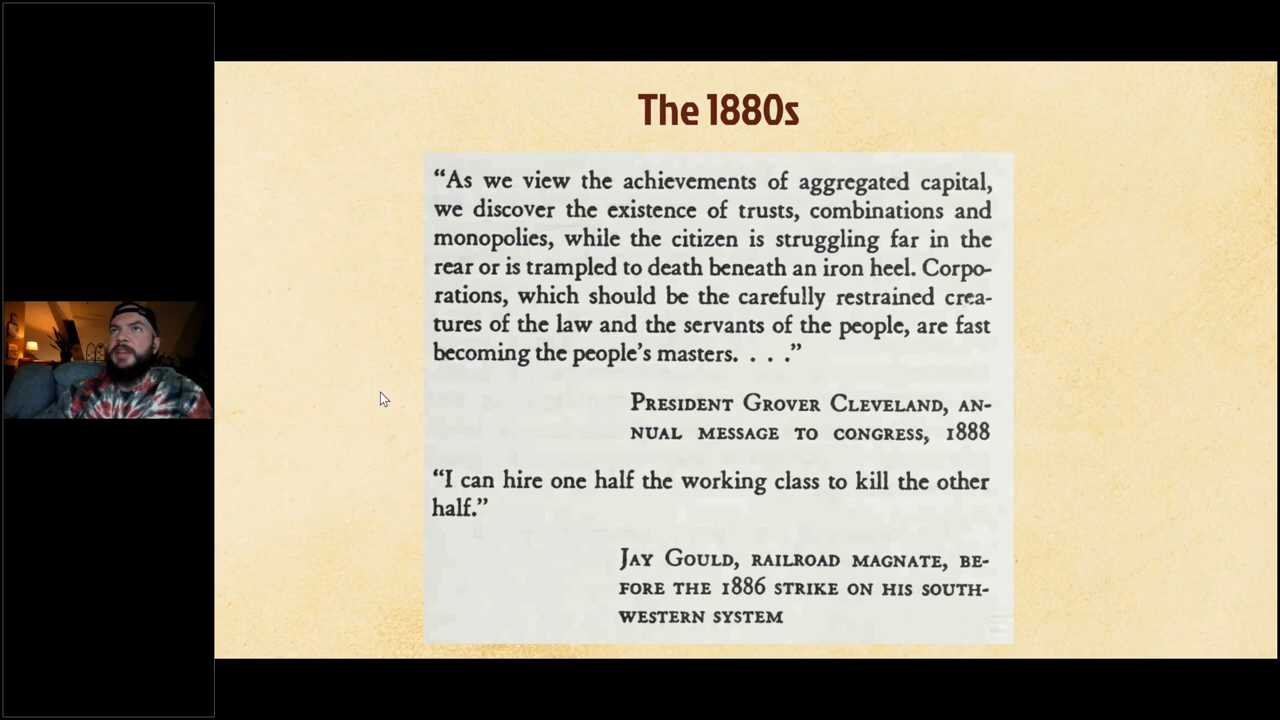 The 1880s
“As we view the achievements of aggregated capital,
we discover the existence of trusts, combinations and
monopolies, while the citizen is struggling far in the
rear or is trampled to death beneath an iron heel. Corpo-
rations, which should be the carefully restrained crea-
tures of the law and the servants of the people, are fast
becoming the people’s masters. . . .”
President Grover Cleveland, an-
nual message to congress, 1888
“I can hire one half the working class to kill the other
half.”
Jay Gould, railroad magnate, be-
fore the 1886 strike on his south-
western system